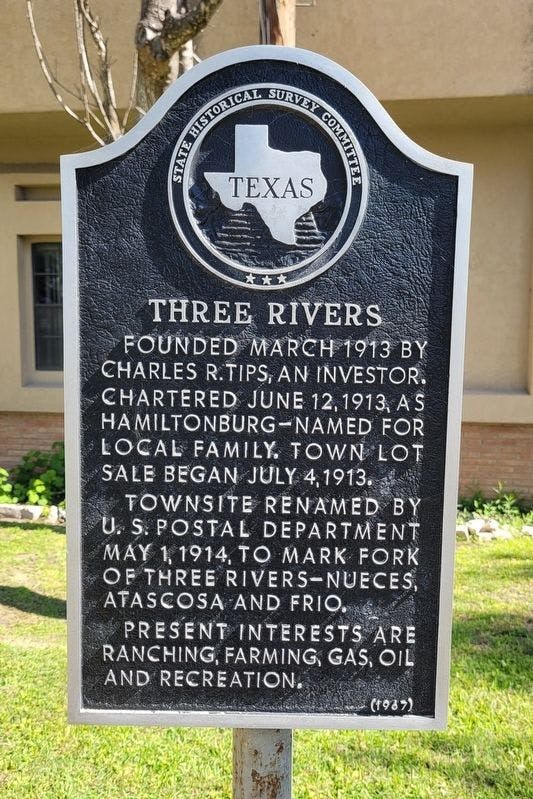 STATE HISTORICAL SURVEY COMMITTEE
TEXAS
THREE RIVERS
FOUNDED MARCH 1913 BY
CHARLES R. TIPS, AN INVESTOR.
CHARTERED JUNE 12, 1913, AS
HAMILTONBURG—NAMED FOR
LOCAL FAMILY. TOWN LOT
SALE BEGAN JULY 4, 1913.
TOWNSITE RENAMED BY
U. S. POSTAL DEPARTMENT
MAY 1, 1914, TO MARK FORK
OF THREE RIVERS—NUECES,
ATASCOSA AND FRIO.
PRESENT INTERESTS ARE
RANCHING, FARMING, GAS, OIL
AND RECREATION.
(1967)